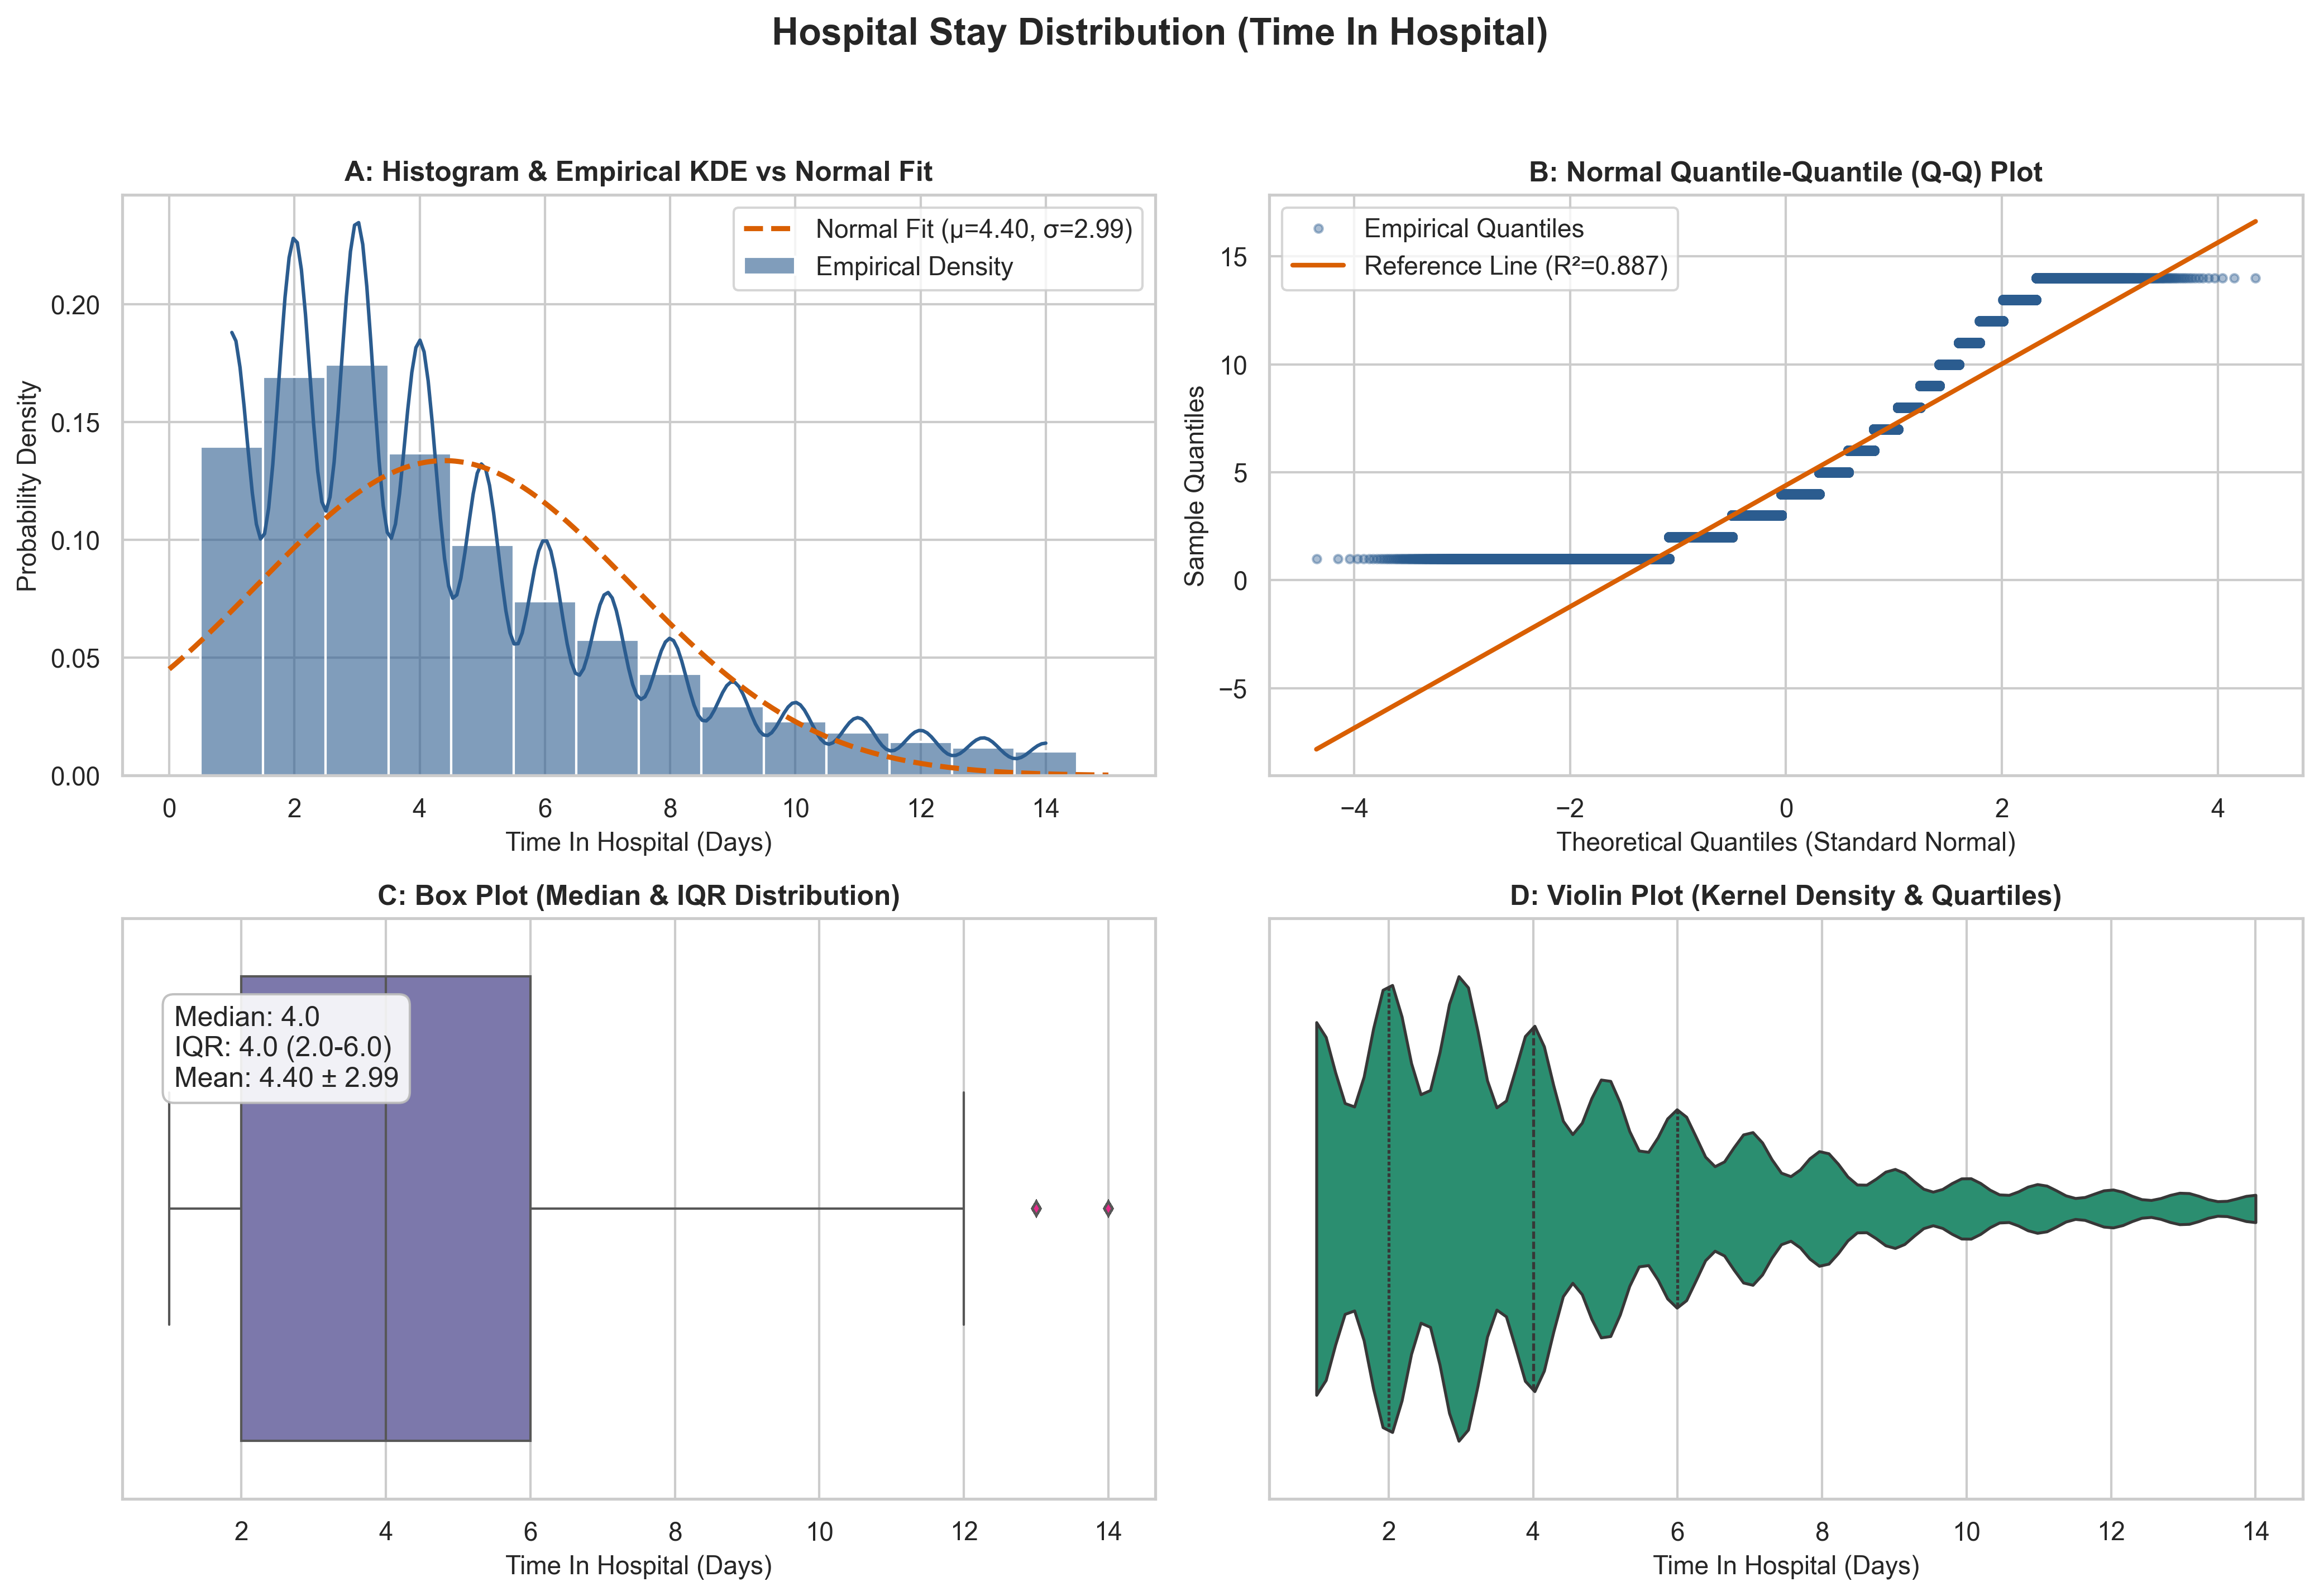 Hospital Stay Distribution (Time In Hospital)
A: Histogram & Empirical KDE vs Normal Fit
Normal Fit (μ=4.40, σ=2.99)
Empirical Density
Probability Density
0.20
0.15
0.10
0.05
0.00
0 2 4 6 8 10 12 14
Time In Hospital (Days)
B: Normal Quantile-Quantile (Q-Q) Plot
Empirical Quantiles
Reference Line (R²=0.887)
Sample Quantiles
15
10
5
0
−5
−4 −2 0 2 4
Theoretical Quantiles (Standard Normal)
C: Box Plot (Median & IQR Distribution)
Median: 4.0
IQR: 4.0 (2.0-6.0)
Mean: 4.40 ± 2.99
2 4 6 8 10 12 14
Time In Hospital (Days)
D: Violin Plot (Kernel Density & Quartiles)
2 4 6 8 10 12 14
Time In Hospital (Days)